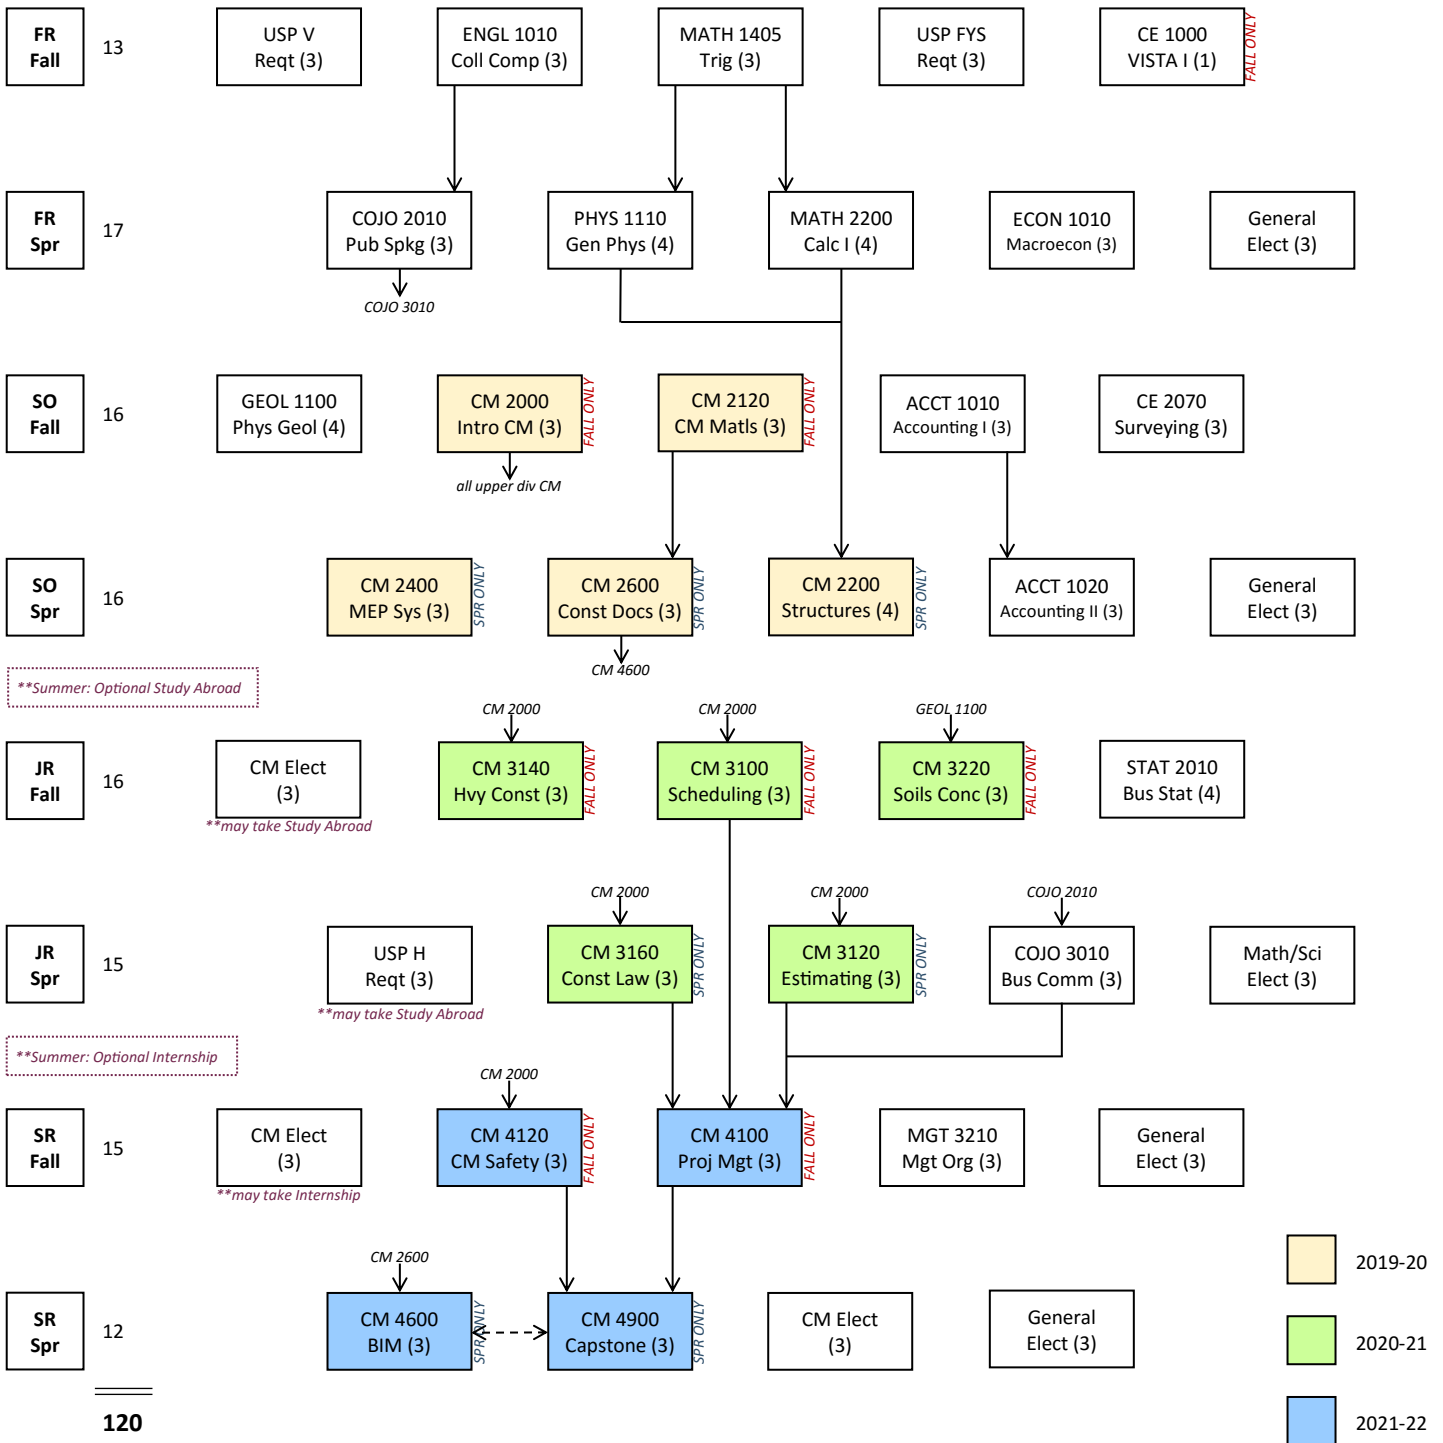 FR
Fall
13
USP V
Reqt (3)
ENGL 1010
Coll Comp (3)
MATH 1405
Trig (3)
USP FYS
Reqt (3)
CE 1000
VISTA I (1)
FALL ONLY
FR
Spr
17
COJO 2010
Pub Spkg (3)
PHYS 1110
Gen Phys (4)
MATH 2200
Calc I (4)
ECON 1010
Macroecon (3)
General
Elect (3)
COJO 3010
SO
Fall
16
GEOL 1100
Phys Geol (4)
CM 2000
Intro CM (3)
FALL ONLY
CM 2120
CM Matls (3)
FALL ONLY
ACCT 1010
Accounting I (3)
CE 2070
Surveying (3)
all upper div CM
SO
Spr
16
CM 2400
MEP Sys (3)
SPR ONLY
CM 2600
Const Docs (3)
SPR ONLY
CM 2200
Structures (4)
SPR ONLY
ACCT 1020
Accounting II (3)
General
Elect (3)
CM 4600
**Summer: Optional Study Abroad
CM 2000
CM 2000
GEOL 1100
JR
Fall
16
CM Elect
(3)
CM 3140
Hvy Const (3)
FALL ONLY
CM 3100
Scheduling (3)
FALL ONLY
CM 3220
Soils Conc (3)
FALL ONLY
STAT 2010
Bus Stat (4)
**may take Study Abroad
CM 2000
CM 2000
COJO 2010
JR
Spr
15
USP H
Reqt (3)
CM 3160
Const Law (3)
SPR ONLY
CM 3120
Estimating (3)
SPR ONLY
COJO 3010
Bus Comm (3)
Math/Sci
Elect (3)
**may take Study Abroad
**Summer: Optional Internship
CM 2000
SR
Fall
15
CM Elect
(3)
CM 4120
CM Safety (3)
FALL ONLY
CM 4100
Proj Mgt (3)
FALL ONLY
MGT 3210
Mgt Org (3)
General
Elect (3)
**may take Internship
CM 2600
2019-20
SR
Spr
12
CM 4600
BIM (3)
SPR ONLY
CM 4900
Capstone (3)
SPR ONLY
CM Elect
(3)
General
Elect (3)
2020-21
120
2021-22